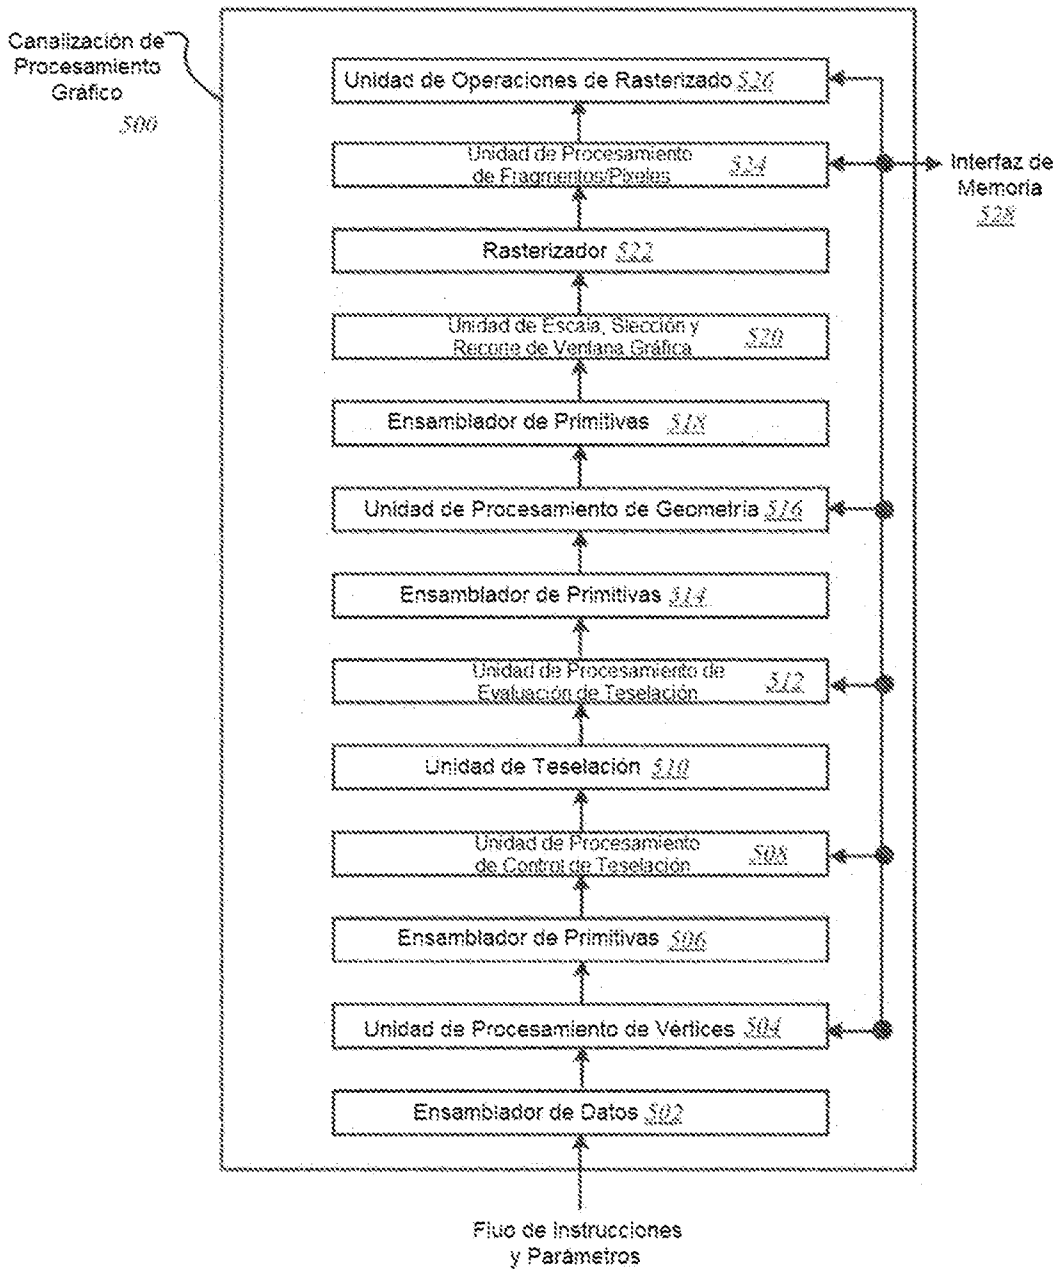 Canalización de
Procesamiento
Gráfico
500
Unidad de Operaciones de Rasterizado 526
Unidad de Procesamiento
de Fragmentos/Píxeles 524
Interfaz de
Memoria
528
Rasterizador 522
Unidad de Escala, Slección y
Recorte de Ventana Gráfica 520
Ensamblador de Primitivas 518
Unidad de Procesamiento de Geometría 516
Ensamblador de Primitivas 514
Unidad de Procesamiento de
Evaluación de Teselación 512
Unidad de Teselación 510
Unidad de Procesamiento
de Control de Teselación 508
Ensamblador de Primitivas 506
Unidad de Procesamiento de Vértices 504
Ensamblador de Datos 502
Fluo de Instrucciones
y Parámetros